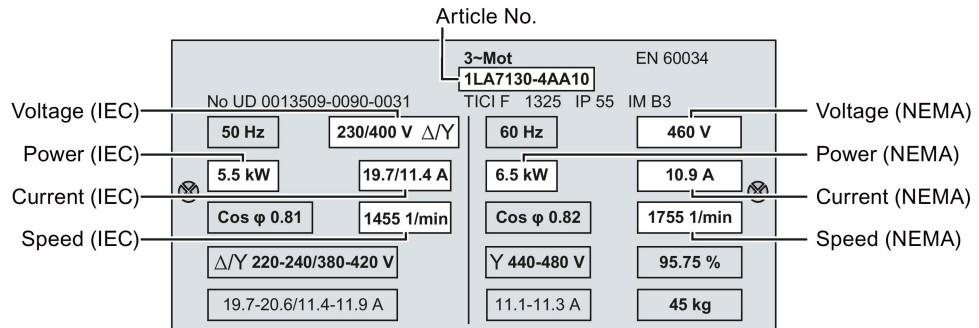 Article No.
3~Mot EN 60034
1LA7130-4AA10
No UD 0013509-0090-0031 TICI F 1325 IP 55 IM B3
Voltage (IEC) 50 Hz 230/400 V Δ/Y 60 Hz 460 V Voltage (NEMA)
Power (IEC) 5.5 kW 19.7/11.4 A 6.5 kW 10.9 A Power (NEMA)
Current (IEC) Current (NEMA)
Cos φ 0.81 1455 1/min Cos φ 0.82 1755 1/min
Speed (IEC) Speed (NEMA)
Δ/Y 220-240/380-420 V Y 440-480 V 95.75 %
19.7-20.6/11.4-11.9 A 11.1-11.3 A 45 kg